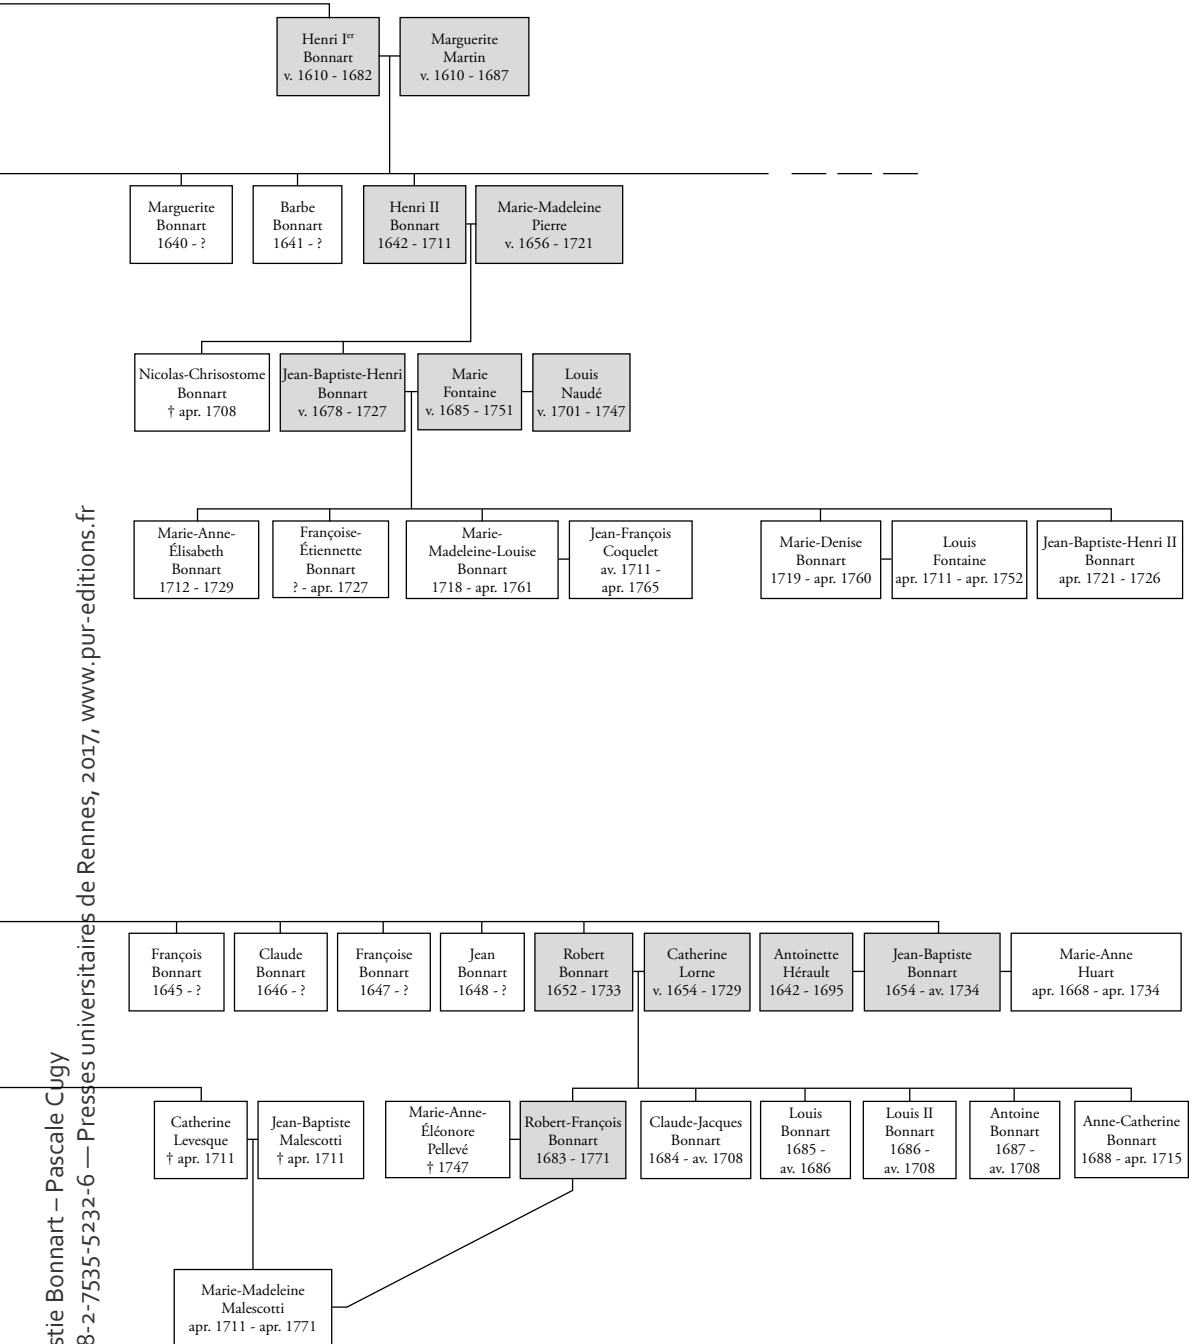 Henri Ier
Bonnart
v. 1610 - 1682
Marguerite
Martin
v. 1610 - 1687
Marguerite
Bonnart
1640 - ?
Barbe
Bonnart
1641 - ?
Henri II
Bonnart
1642 - 1711
Marie-Madeleine
Pierre
v. 1656 - 1721
Nicolas-Chrisostome
Bonnart
† apr. 1708
Jean-Baptiste-Henri
Bonnart
v. 1678 - 1727
Marie
Fontaine
v. 1685 - 1751
Louis
Naudé
v. 1701 - 1747
Marie-Anne-
Élisabeth
Bonnart
1712 - 1729
Françoise-
Étiennette
Bonnart
? - apr. 1727
Marie-
Madeleine-Louise
Bonnart
1718 - apr. 1761
Jean-François
Coquelet
av. 1711 -
apr. 1765
Marie-Denise
Bonnart
1719 - apr. 1760
Louis
Fontaine
apr. 1711 - apr. 1752
Jean-Baptiste-Henri II
Bonnart
apr. 1721 - 1726
François
Bonnart
1645 - ?
Claude
Bonnart
1646 - ?
Françoise
Bonnart
1647 - ?
Jean
Bonnart
1648 - ?
Robert
Bonnart
1652 - 1733
Catherine
Lorne
v. 1654 - 1729
Antoinette
Hérault
1642 - 1695
Jean-Baptiste
Bonnart
1654 - av. 1734
Marie-Anne
Huart
apr. 1668 - apr. 1734
Catherine
Levesque
† apr. 1711
Jean-Baptiste
Malescotti
† apr. 1711
Marie-Anne-
Éléonore
Pellevé
† 1747
Robert-François
Bonnart
1683 - 1771
Claude-Jacques
Bonnart
1684 - av. 1708
Louis
Bonnart
1685 -
av. 1686
Louis II
Bonnart
1686 -
av. 1708
Antoine
Bonnart
1687 -
av. 1708
Anne-Catherine
Bonnart
1688 - apr. 1715
Marie-Madeleine
Malescotti
apr. 1711 - apr. 1771
stie Bonnart – Pascale Cugy
8-2-7535-5232-6 — Presses universitaires de Rennes, 2017, www.pur-editions.fr